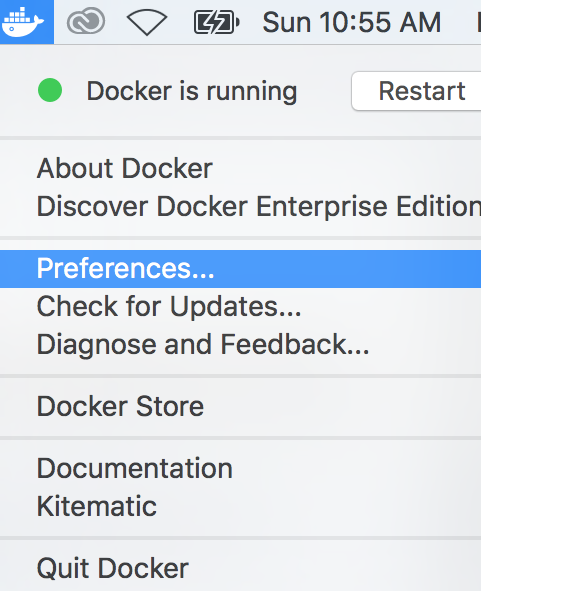 Sun 10:55 AM
Docker is running
Restart
About Docker
Discover Docker Enterprise Edition
Preferences...
Check for Updates...
Diagnose and Feedback...
Docker Store
Documentation
Kitematic
Quit Docker